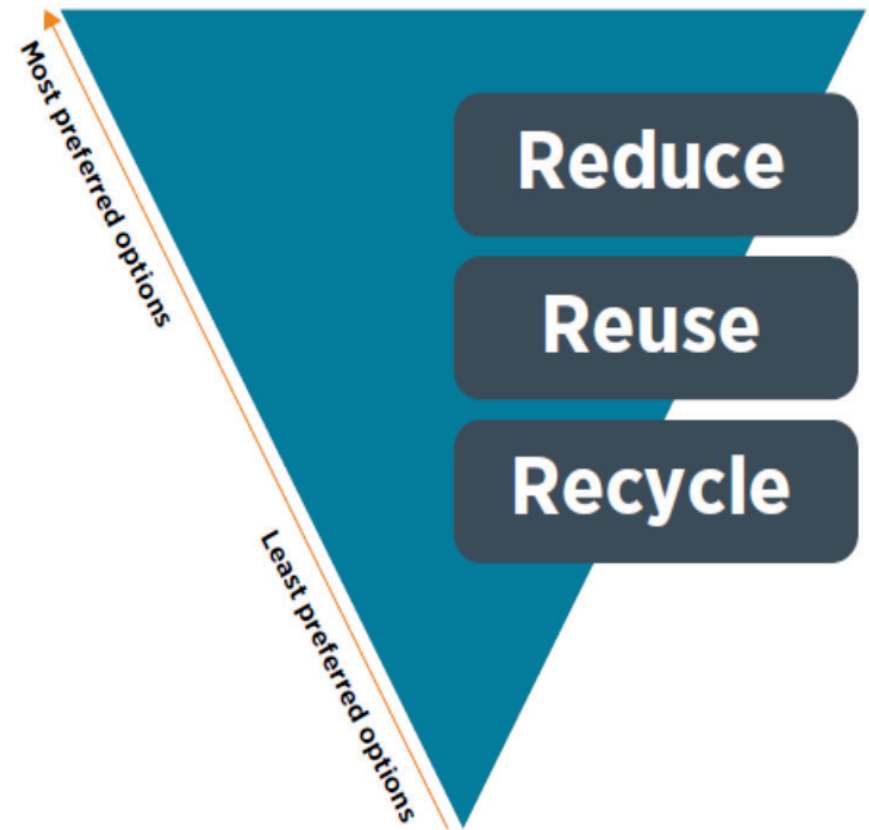 Most preferred options
Reduce
Reuse
Recycle
Least preferred options